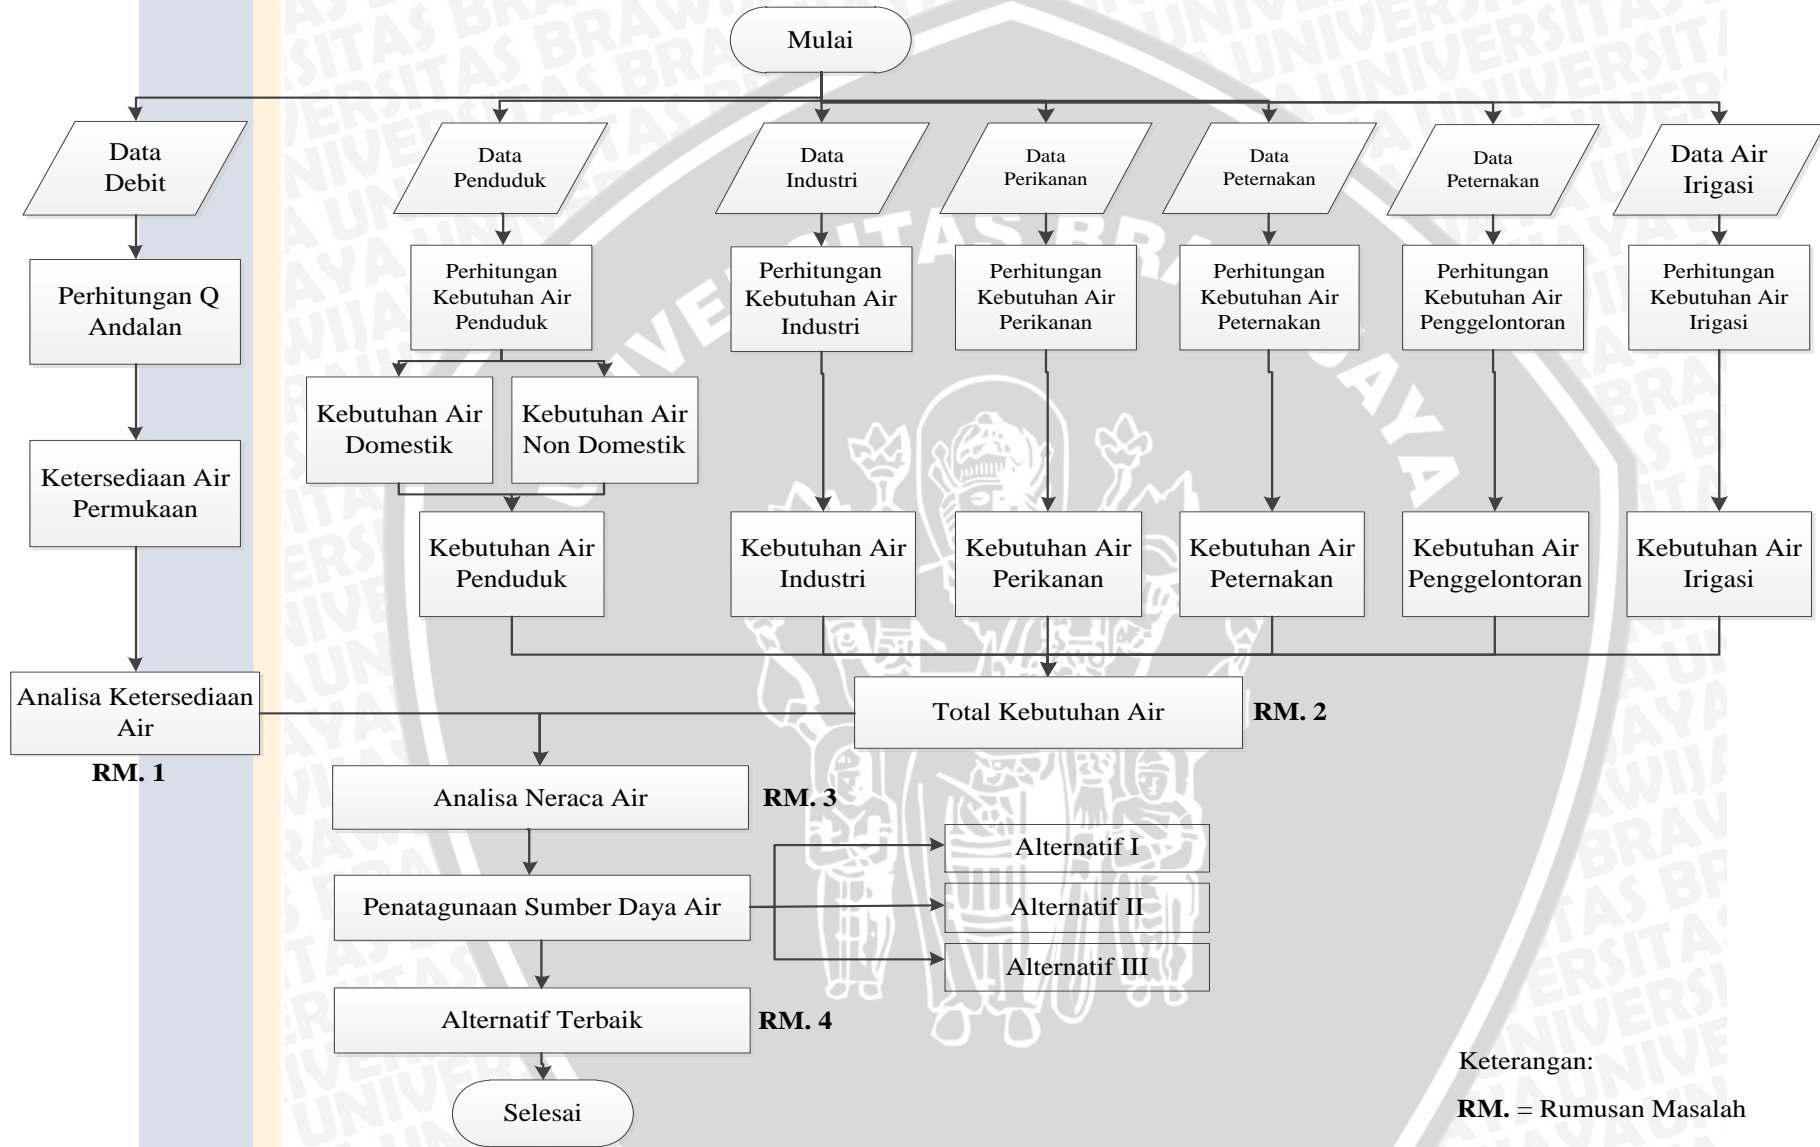 Mulai
Data
Debit
Data
Penduduk
Data
Industri
Data
Perikanan
Data
Peternakan
Data
Peternakan
Data Air
Irigasi
Perhitungan Q
Andalan
Perhitungan
Kebutuhan Air
Penduduk
Perhitungan
Kebutuhan Air
Industri
Perhitungan
Kebutuhan Air
Perikanan
Perhitungan
Kebutuhan Air
Peternakan
Perhitungan
Kebutuhan Air
Penggelontoran
Perhitungan
Kebutuhan Air
Irigasi
Kebutuhan Air
Domestik
Kebutuhan Air
Non Domestik
Ketersediaan Air
Permukaan
Kebutuhan Air
Penduduk
Kebutuhan Air
Industri
Kebutuhan Air
Perikanan
Kebutuhan Air
Peternakan
Kebutuhan Air
Penggelontoran
Kebutuhan Air
Irigasi
Analisa Ketersediaan
Air
RM. 1
Total Kebutuhan Air
RM. 2
Analisa Neraca Air
RM. 3
Alternatif I
Penatagunaan Sumber Daya Air
Alternatif II
Alternatif III
Alternatif Terbaik
RM. 4
Selesai
Keterangan:
RM. = Rumusan Masalah
UNIVERSITAS BRAWIJAYA